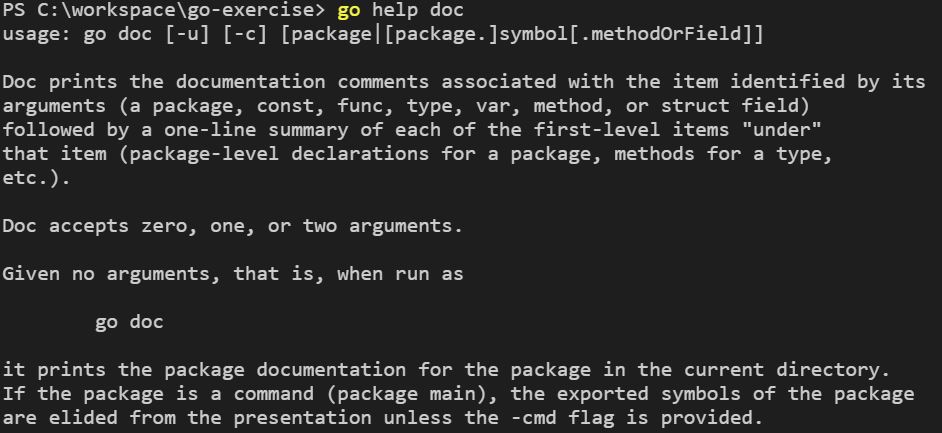 PS C:\workspace\go-exercise> go help doc
usage: go doc [-u] [-c] [package|[package.]symbol[.methodOrField]]
Doc prints the documentation comments associated with the item identified by its
arguments (a package, const, func, type, var, method, or struct field)
followed by a one-line summary of each of the first-level items "under"
that item (package-level declarations for a package, methods for a type,
etc.).
Doc accepts zero, one, or two arguments.
Given no arguments, that is, when run as
go doc
it prints the package documentation for the package in the current directory.
If the package is a command (package main), the exported symbols of the package
are elided from the presentation unless the -cmd flag is provided.